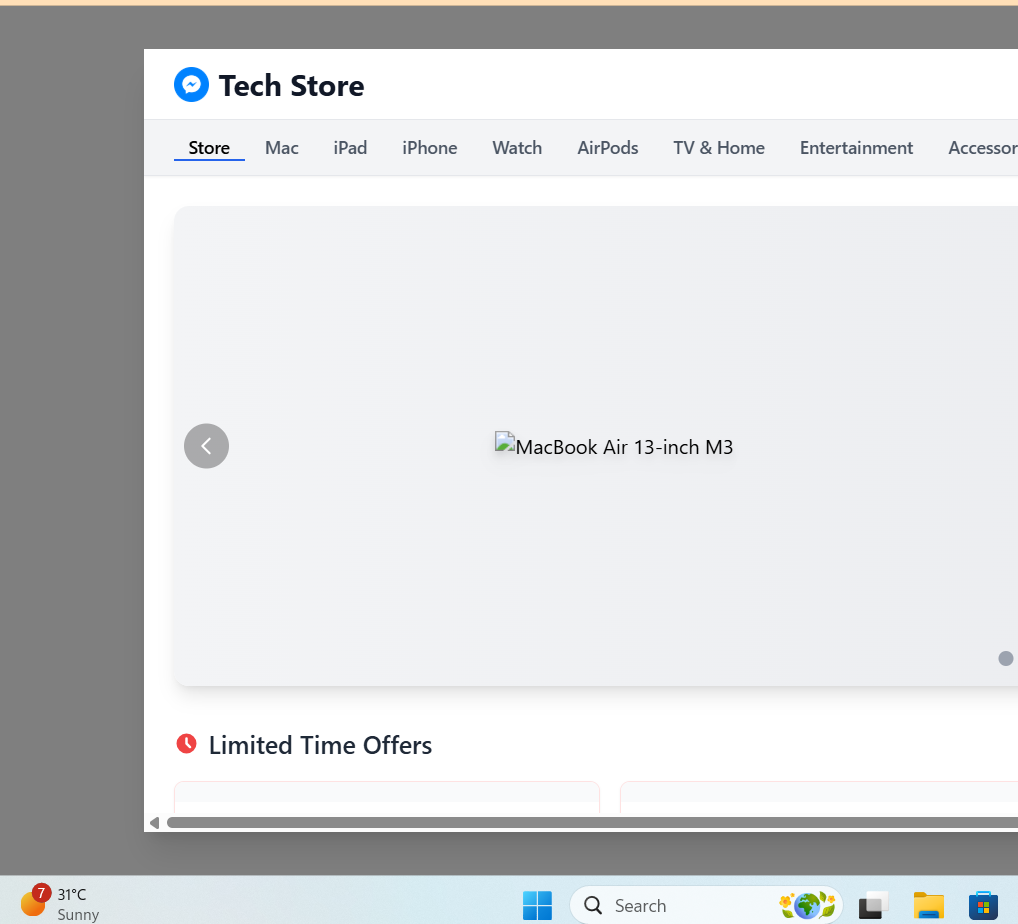 Tech Store
Store Mac iPad iPhone Watch AirPods TV & Home Entertainment Accessor
MacBook Air 13-inch M3
Limited Time Offers
7
31°C
Sunny
Search